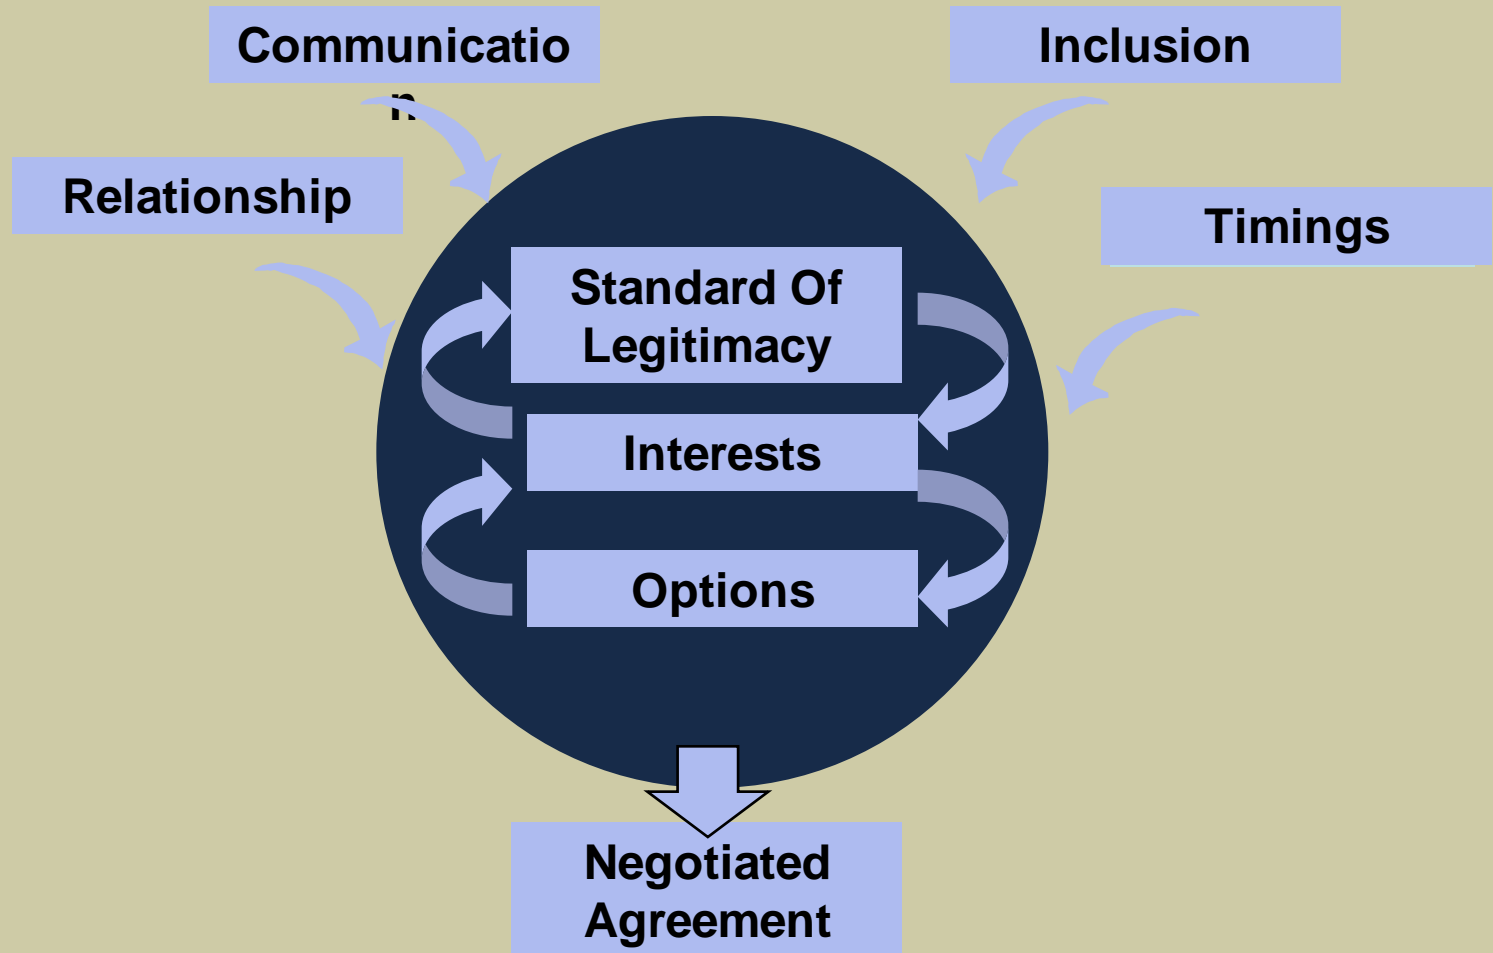 Communicatio
n
Inclusion
Relationship
Timings
Standard Of
Legitimacy
Interests
Options
Negotiated
Agreement